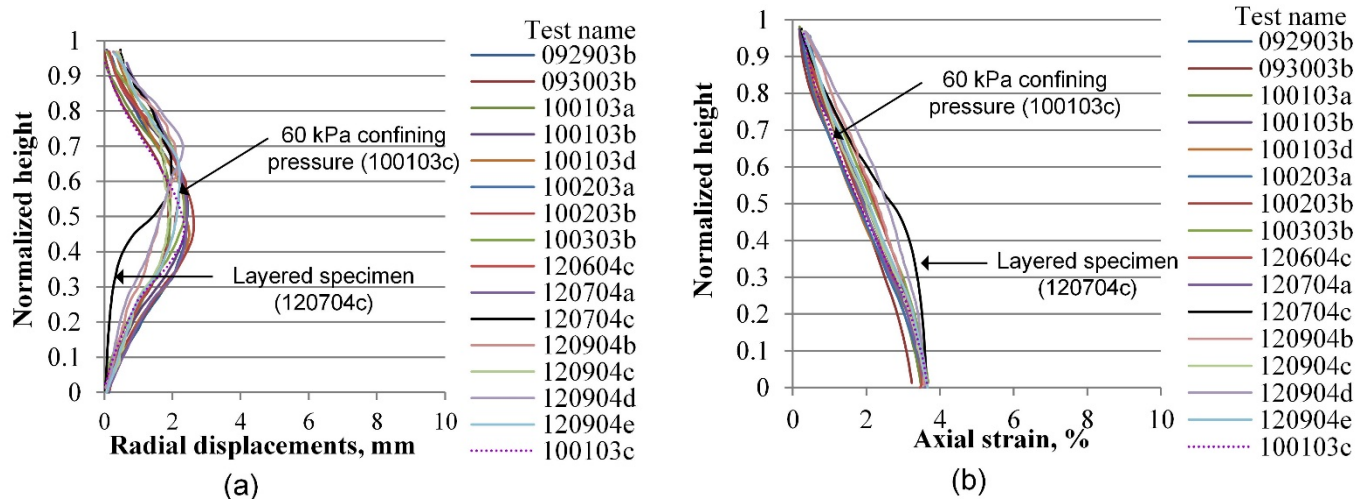 Normalized height
1
0.9
0.8
0.7
0.6
0.5
0.4
0.3
0.2
0.1
0
0 2 4 6 8 10
Radial displacements, mm
60 kPa confining
pressure (100103c)
Layered specimen
(120704c)
Test name
092903b
093003b
100103a
100103b
100103d
100203a
100203b
100303b
120604c
120704a
120704c
120904b
120904c
120904d
120904e
100103c
(a)
Normalized height
1
0.9
0.8
0.7
0.6
0.5
0.4
0.3
0.2
0.1
0
0 2 4 6 8 10
Axial strain, %
60 kPa confining
pressure (100103c)
Layered specimen
(120704c)
Test name
092903b
093003b
100103a
100103b
100103d
100203a
100203b
100303b
120604c
120704a
120704c
120904b
120904c
120904d
120904e
100103c
(b)